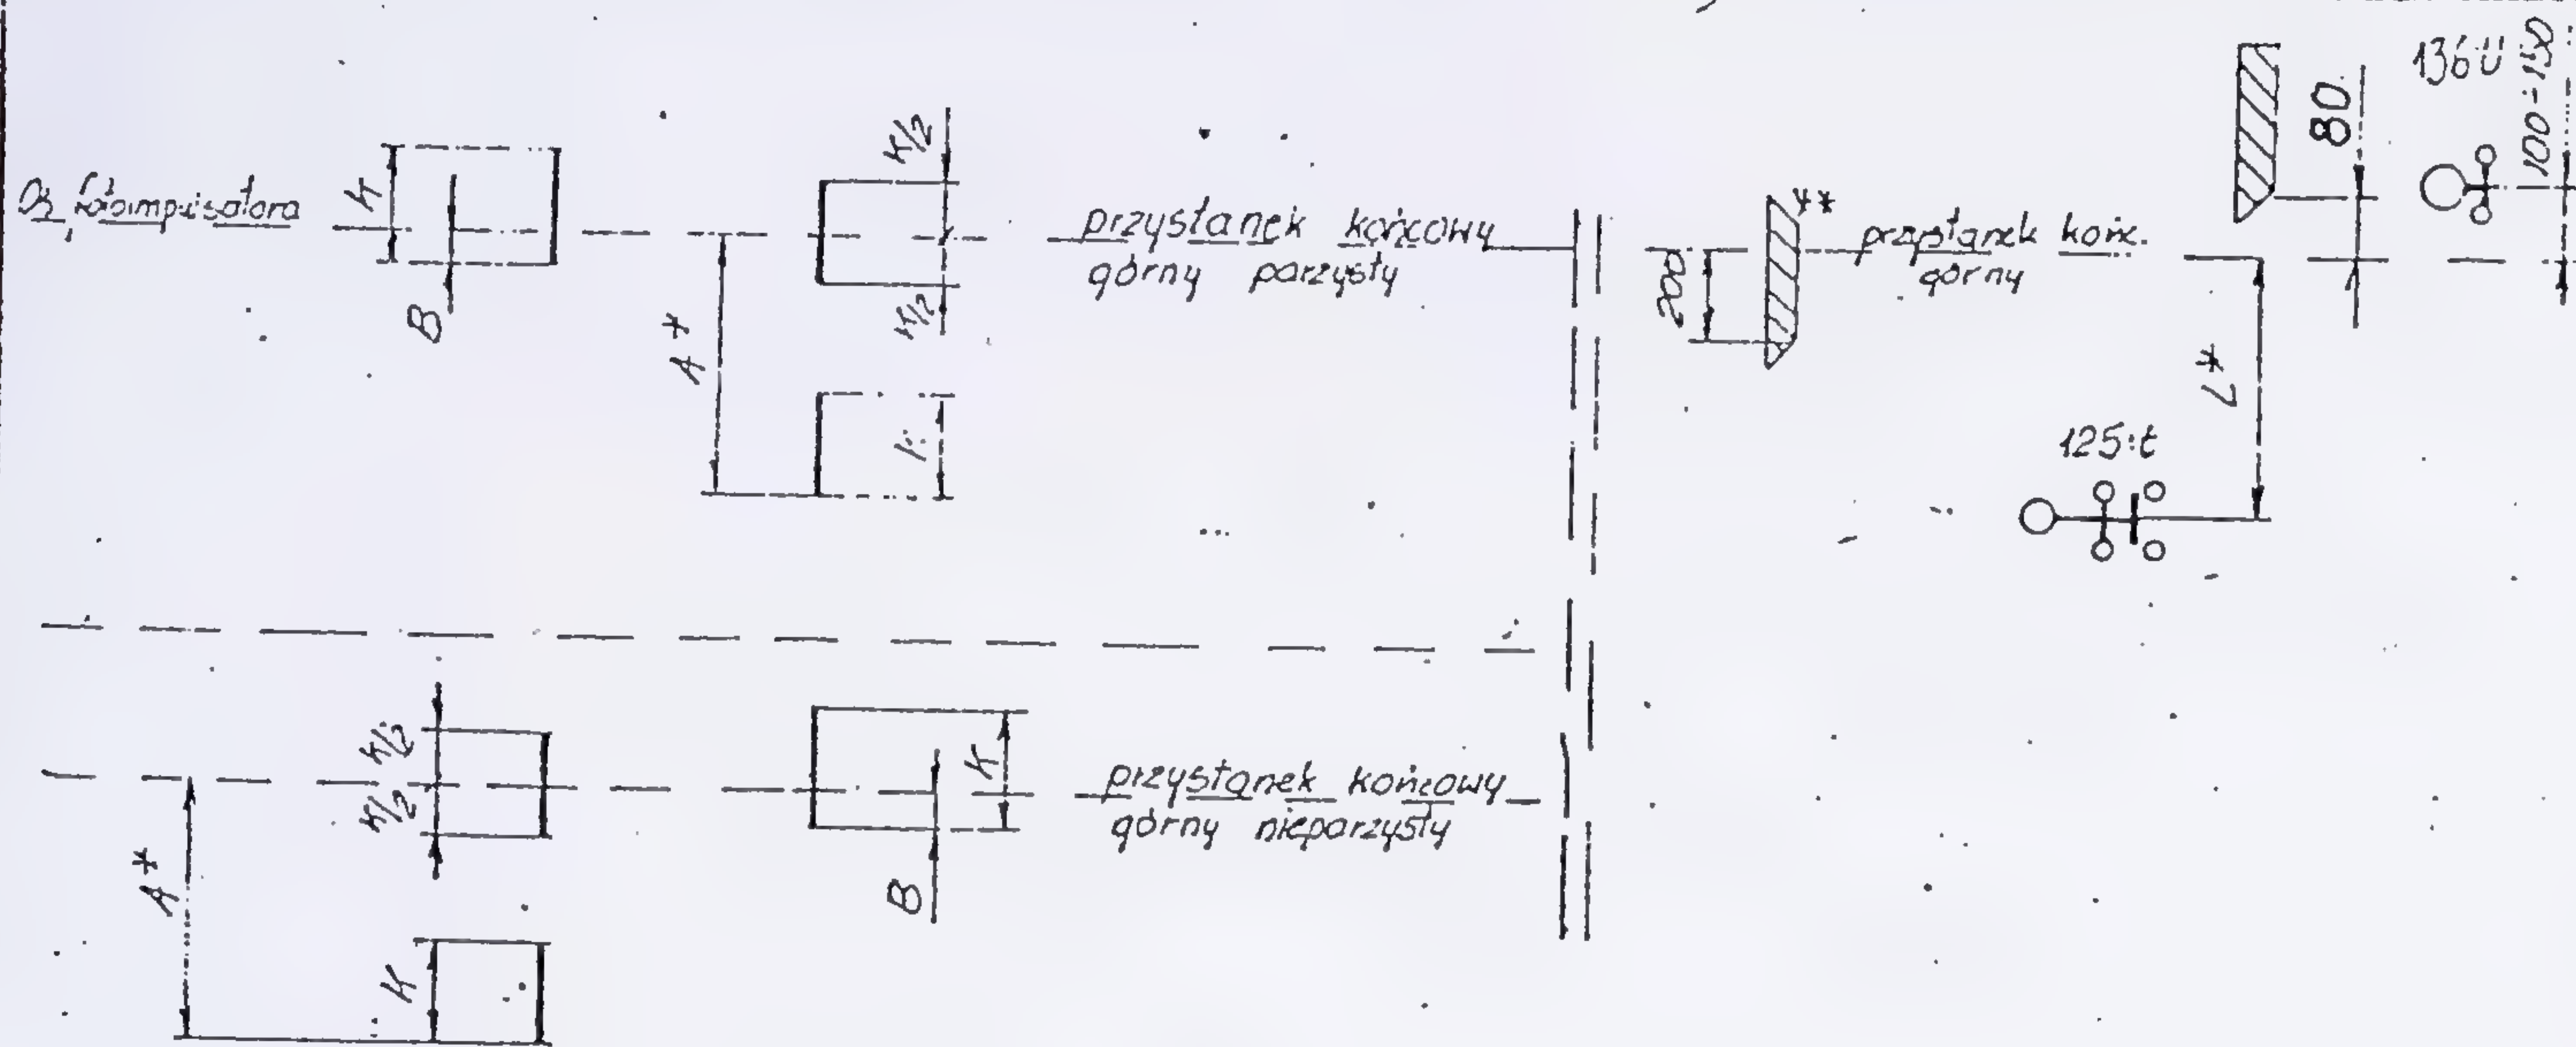 136 U
100÷150
80
K/2
K
Oś fotoimpulsatora
przystanek końcowy
górny parzysty
**
przystanek końc.
górny
200
B
K/2
A*
L*
K
125:t
K/2
K/2
K
przystanek końcowy
górny nieparzysty
A*
B
K